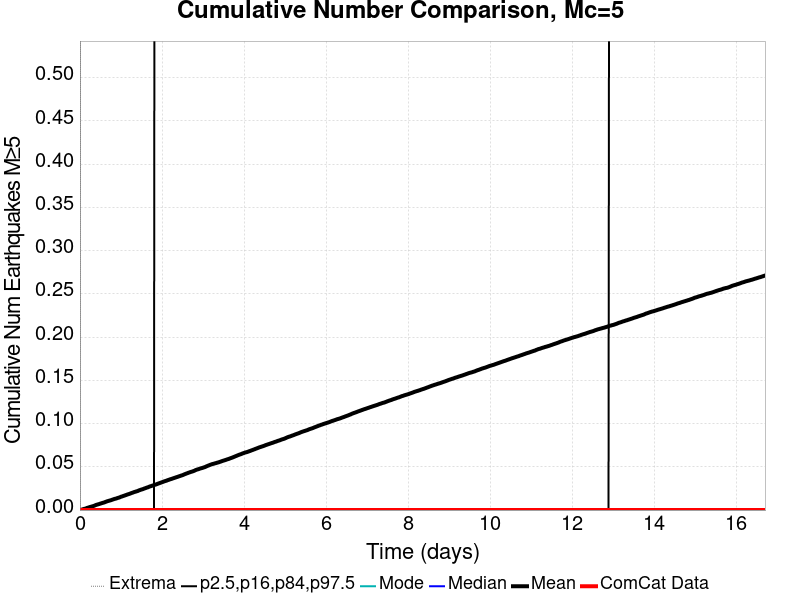 Cumulative Number Comparison, Mc=5
Cumulative Num Earthquakes M≥5
0.50
0.45
0.40
0.35
0.30
0.25
0.20
0.15
0.10
0.05
0.00
0 2 4 6 8 10 12 14 16
Time (days)
Extrema p2.5,p16,p84,p97.5 Mode Median Mean ComCat Data